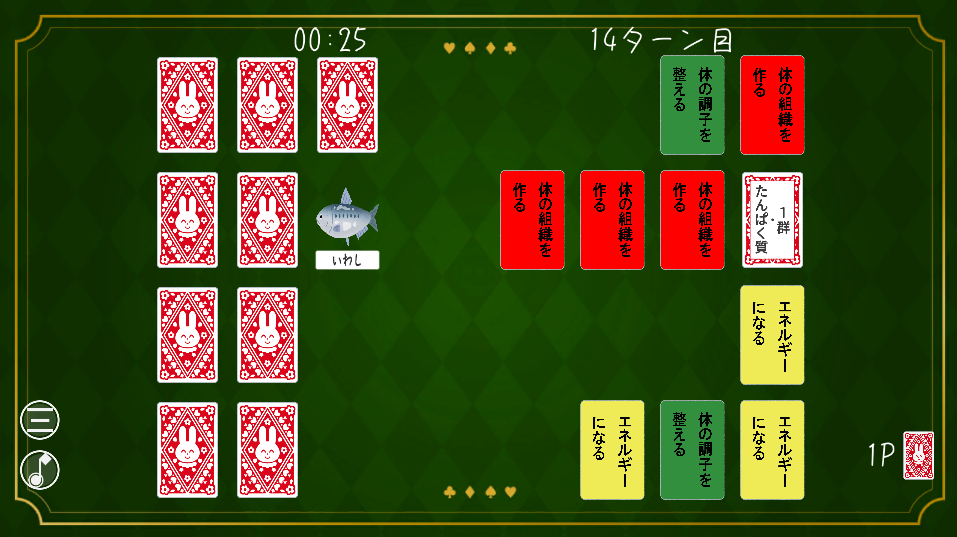 00:25
14ターン目
体の調子を
整える
体の組織を
作る
いわし
体の組織を
作る
体の組織を
作る
体の組織を
作る
1群・
たんぱく質
エネルギー
になる
エネルギー
になる
体の調子を
整える
エネルギー
になる
1P